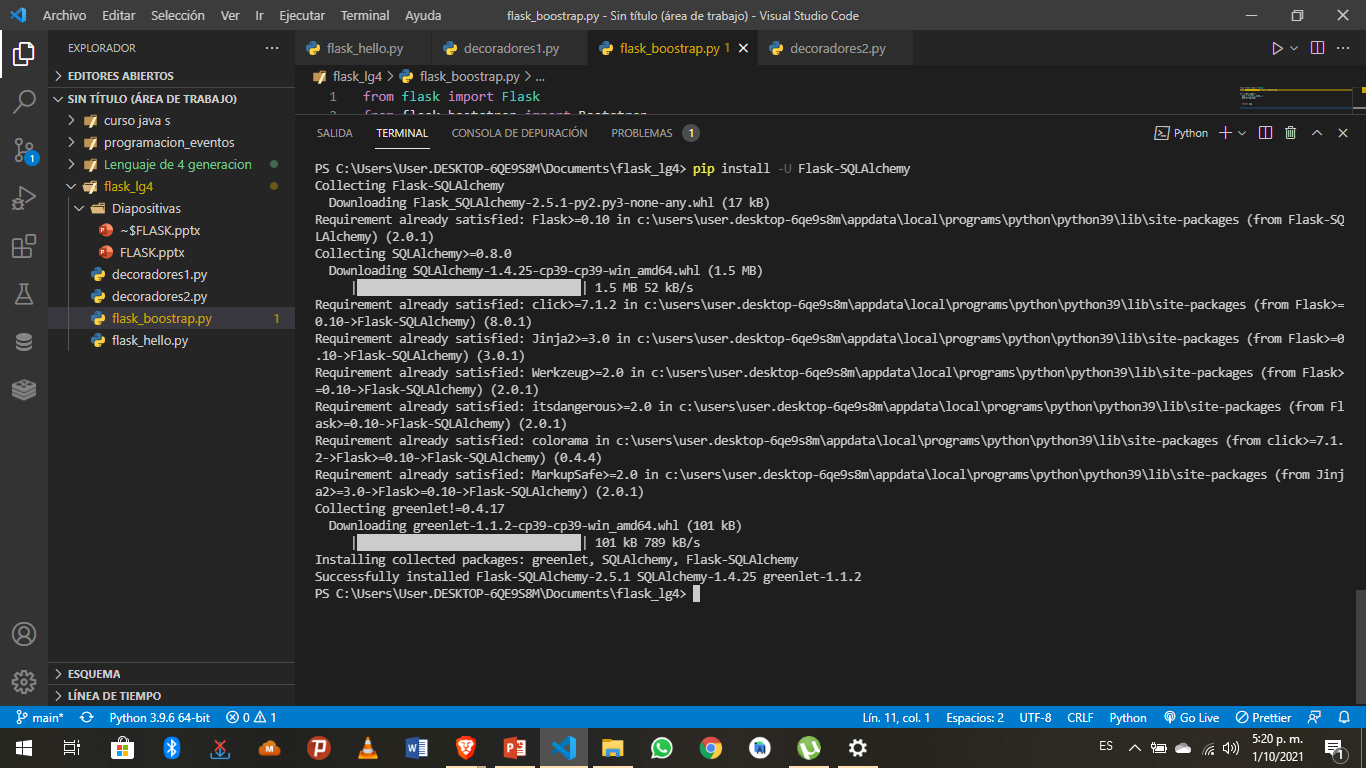 Archivo Editar Selección Ver Ir Ejecutar Terminal Ayuda
flask_boostrap.py - Sin título (área de trabajo) - Visual Studio Code
EXPLORADOR
EDITORES ABIERTOS
SIN TÍTULO (ÁREA DE TRABAJO)
curso java s
programacion_eventos
Lenguaje de 4 generacion
flask_lg4
Diapositivas
~$FLASK.pptx
FLASK.pptx
decoradores1.py
decoradores2.py
flask_boostrap.py 1
flask_hello.py
ESQUEMA
LÍNEA DE TIEMPO
1
flask_hello.py decoradores1.py flask_boostrap.py 1 decoradores2.py
flask_lg4 > flask_boostrap.py > ...
1 from flask import Flask
2 from flask_bootstrap import Bootstrap
SALIDA TERMINAL CONSOLA DE DEPURACIÓN PROBLEMAS 1
Python
PS C:\Users\User.DESKTOP-6QE9S8M\Documents\flask_lg4> pip install -U Flask-SQLAlchemy
Collecting Flask-SQLAlchemy
Downloading Flask_SQLAlchemy-2.5.1-py2.py3-none-any.whl (17 kB)
Requirement already satisfied: Flask>=0.10 in c:\users\user.desktop-6qe9s8m\appdata\local\programs\python\python39\lib\site-packages (from Flask-SQ
LAlchemy) (2.0.1)
Collecting SQLAlchemy>=0.8.0
Downloading SQLAlchemy-1.4.25-cp39-cp39-win_amd64.whl (1.5 MB)
| | 1.5 MB 52 kB/s
Requirement already satisfied: click>=7.1.2 in c:\users\user.desktop-6qe9s8m\appdata\local\programs\python\python39\lib\site-packages (from Flask>=
0.10->Flask-SQLAlchemy) (8.0.1)
Requirement already satisfied: Jinja2>=3.0 in c:\users\user.desktop-6qe9s8m\appdata\local\programs\python\python39\lib\site-packages (from Flask>=0
.10->Flask-SQLAlchemy) (3.0.1)
Requirement already satisfied: Werkzeug>=2.0 in c:\users\user.desktop-6qe9s8m\appdata\local\programs\python\python39\lib\site-packages (from Flask>
=0.10->Flask-SQLAlchemy) (2.0.1)
Requirement already satisfied: itsdangerous>=2.0 in c:\users\user.desktop-6qe9s8m\appdata\local\programs\python\python39\lib\site-packages (from Fl
ask>=0.10->Flask-SQLAlchemy) (2.0.1)
Requirement already satisfied: colorama in c:\users\user.desktop-6qe9s8m\appdata\local\programs\python\python39\lib\site-packages (from click>=7.1.
2->Flask>=0.10->Flask-SQLAlchemy) (0.4.4)
Requirement already satisfied: MarkupSafe>=2.0 in c:\users\user.desktop-6qe9s8m\appdata\local\programs\python\python39\lib\site-packages (from Jinj
a2>=3.0->Flask>=0.10->Flask-SQLAlchemy) (2.0.1)
Collecting greenlet!=0.4.17
Downloading greenlet-1.1.2-cp39-cp39-win_amd64.whl (101 kB)
| | 101 kB 789 kB/s
Installing collected packages: greenlet, SQLAlchemy, Flask-SQLAlchemy
Successfully installed Flask-SQLAlchemy-2.5.1 SQLAlchemy-1.4.25 greenlet-1.1.2
PS C:\Users\User.DESKTOP-6QE9S8M\Documents\flask_lg4>
main* Python 3.9.6 64-bit 0 1 Lín. 11, col. 1 Espacios: 2 UTF-8 CRLF Python Go Live Prettier
ES 5:20 p. m.
1/10/2021
1